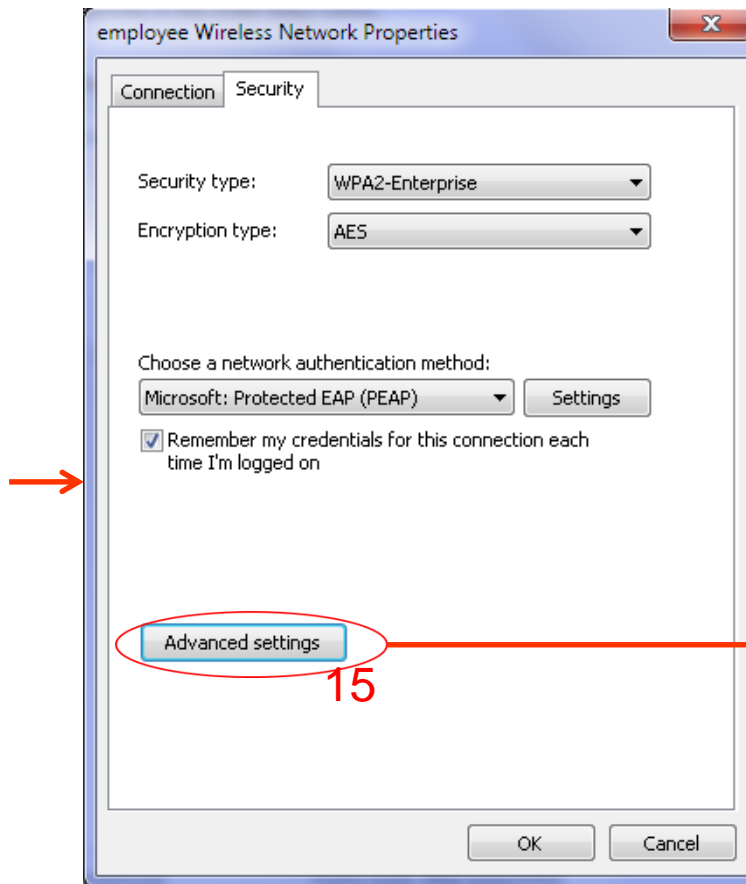 employee Wireless Network Properties
X
Connection Security
Security type: WPA2-Enterprise
Encryption type: AES
Choose a network authentication method:
Microsoft: Protected EAP (PEAP) Settings
Remember my credentials for this connection each
time I'm logged on
Advanced settings
15
OK Cancel